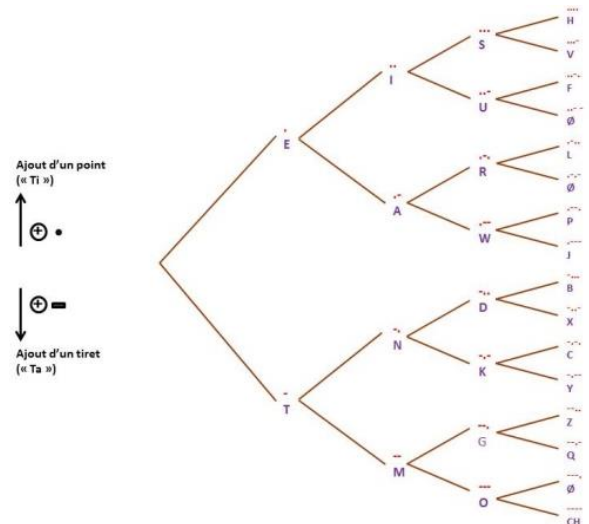 Ajout d'un point
(« Ti »)
+ •
+ -
Ajout d'un tiret
(« Ta »)
.
E
-
T
..
I
.-
A
-.
N
--
M
...
S
..-
U
.-.
R
.--
W
-..
D
-.-
K
--.
G
---
O
....
H
...-
V
..-.
F
..--
Ø
.-..
L
.-.-
Ø
.--.
P
.---
J
-...
B
-..-
X
-.-.
C
-.--
Y
--..
Z
--.-
Q
---.
Ø
----
CH